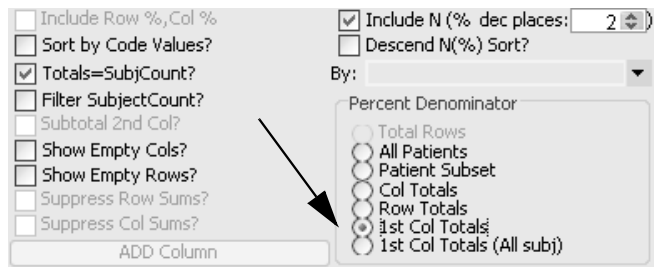 Include Row %,Col %
Sort by Code Values?
Totals=SubjCount?
Filter SubjectCount?
Subtotal 2nd Col?
Show Empty Cols?
Show Empty Rows?
Suppress Row Sums?
Suppress Col Sums?
ADD Column
Include N (% dec places: 2 )
Descend N(%) Sort?
By:
Percent Denominator
Total Rows
All Patients
Patient Subset
Col Totals
Row Totals
1st Col Totals
1st Col Totals (All subj)